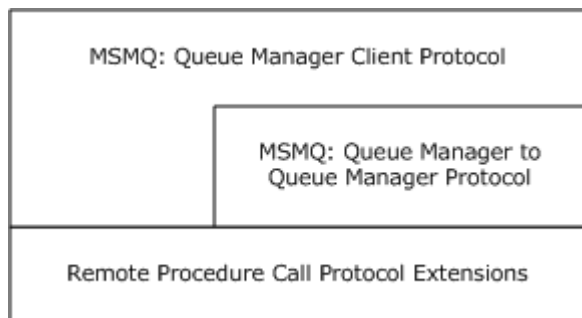 MSMQ: Queue Manager Client Protocol
MSMQ: Queue Manager to
Queue Manager Protocol
Remote Procedure Call Protocol Extensions